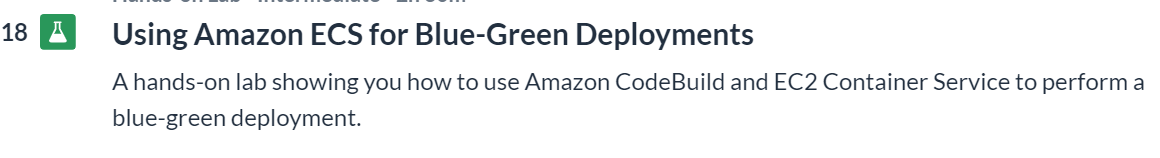 18 Using Amazon ECS for Blue-Green Deployments
A hands-on lab showing you how to use Amazon CodeBuild and EC2 Container Service to perform a
blue-green deployment.